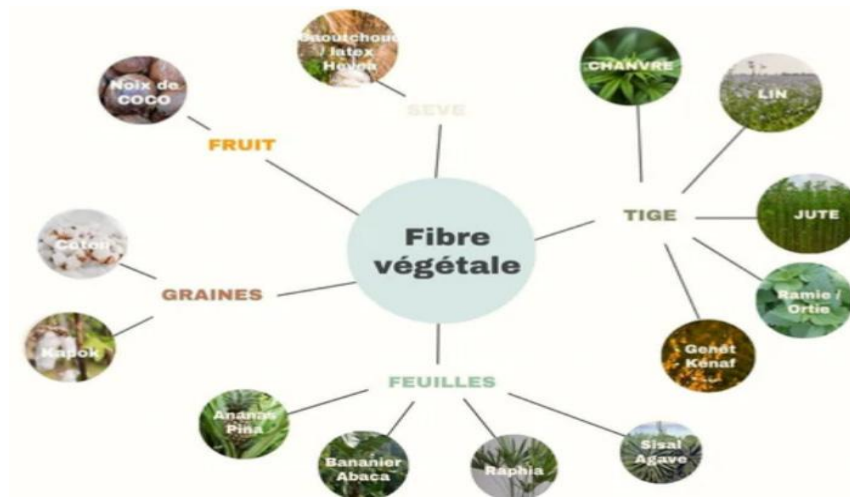 Caoutchouc
/ latex
Hevea
SEVE
Noix de
COCO
FRUIT
CHANVRE
LIN
TIGE
JUTE
Ramie /
Ortie
Genêt
Kénaf
Fibre
végétale
Coton
GRAINES
Kapok
FEUILLES
Ananas
Pina
Bananier
Abaca
Raphia
Sisal
Agave